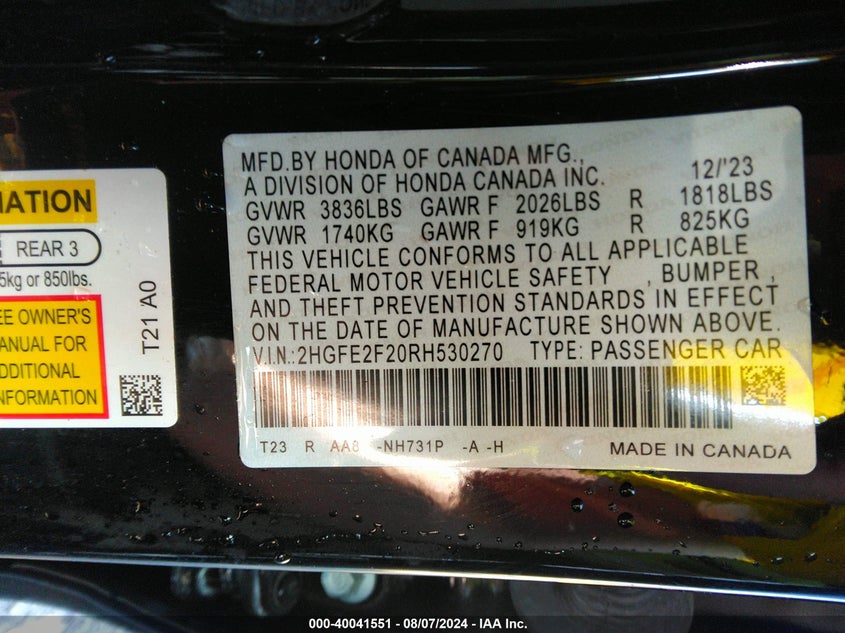 MATION
REAR 3
5kg or 850lbs.
EE OWNER'S
ANUAL FOR
DDITIONAL
NFORMATION
T21 A0
MFD.BY HONDA OF CANADA MFG.,
A DIVISION OF HONDA CANADA INC. 12/'23
GVWR 3836LBS GAWR F 2026LBS R 1818LBS
GVWR 1740KG GAWR F 919KG R 825KG
THIS VEHICLE CONFORMS TO ALL APPLICABLE
FEDERAL MOTOR VEHICLE SAFETY , BUMPER ,
AND THEFT PREVENTION STANDARDS IN EFFECT
ON THE DATE OF MANUFACTURE SHOWN ABOVE.
V.I.N.:2HGFE2F20RH530270 TYPE: PASSENGER CAR
T23 R AA8 -NH731P -A -H MADE IN CANADA
000-40041551 - 08/07/2024 - IAA Inc.